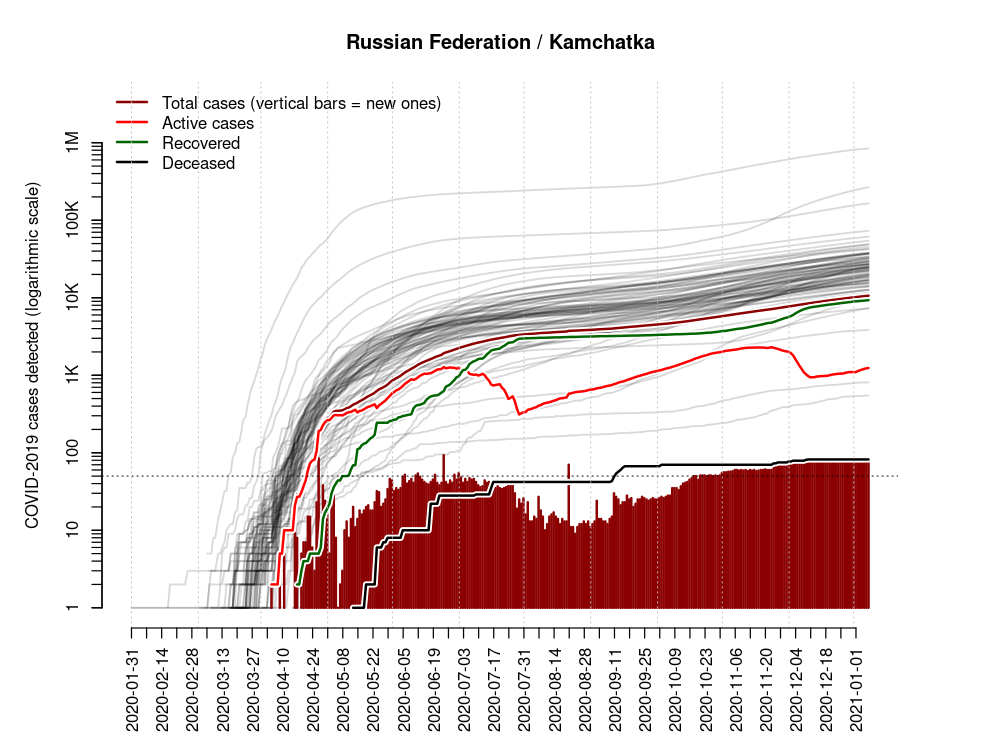 Russian Federation / Kamchatka
Total cases (vertical bars = new ones)
Active cases
Recovered
Deceased
COVID-2019 cases detected (logarithmic scale)
1M
100K
10K
1K
100
10
1
2020-01-31
2020-02-14
2020-02-28
2020-03-13
2020-03-27
2020-04-10
2020-04-24
2020-05-08
2020-05-22
2020-06-05
2020-06-19
2020-07-03
2020-07-17
2020-07-31
2020-08-14
2020-08-28
2020-09-11
2020-09-25
2020-10-09
2020-10-23
2020-11-06
2020-11-20
2020-12-04
2020-12-18
2021-01-01